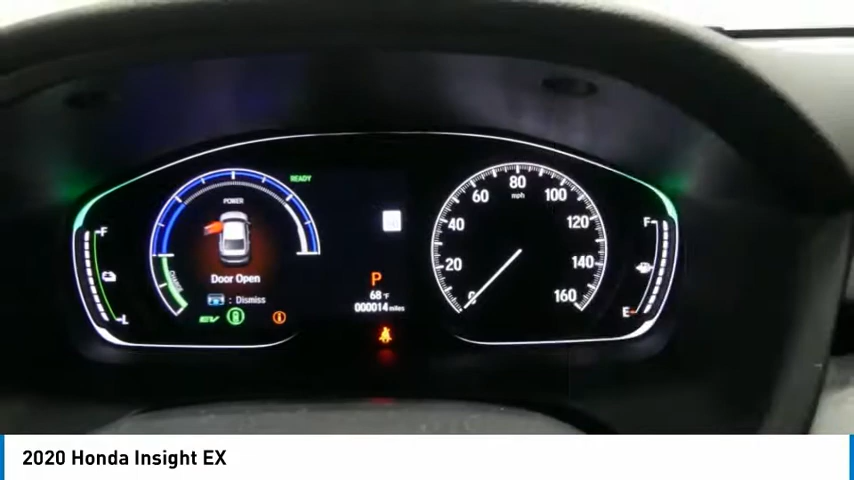 READY
POWER
CHARGE
Door Open
: Dismiss
EV
F
L
P
68 °F
000014 miles
0
20
40
60
80
100
120
140
160
mph
F
E
2020 Honda Insight EX